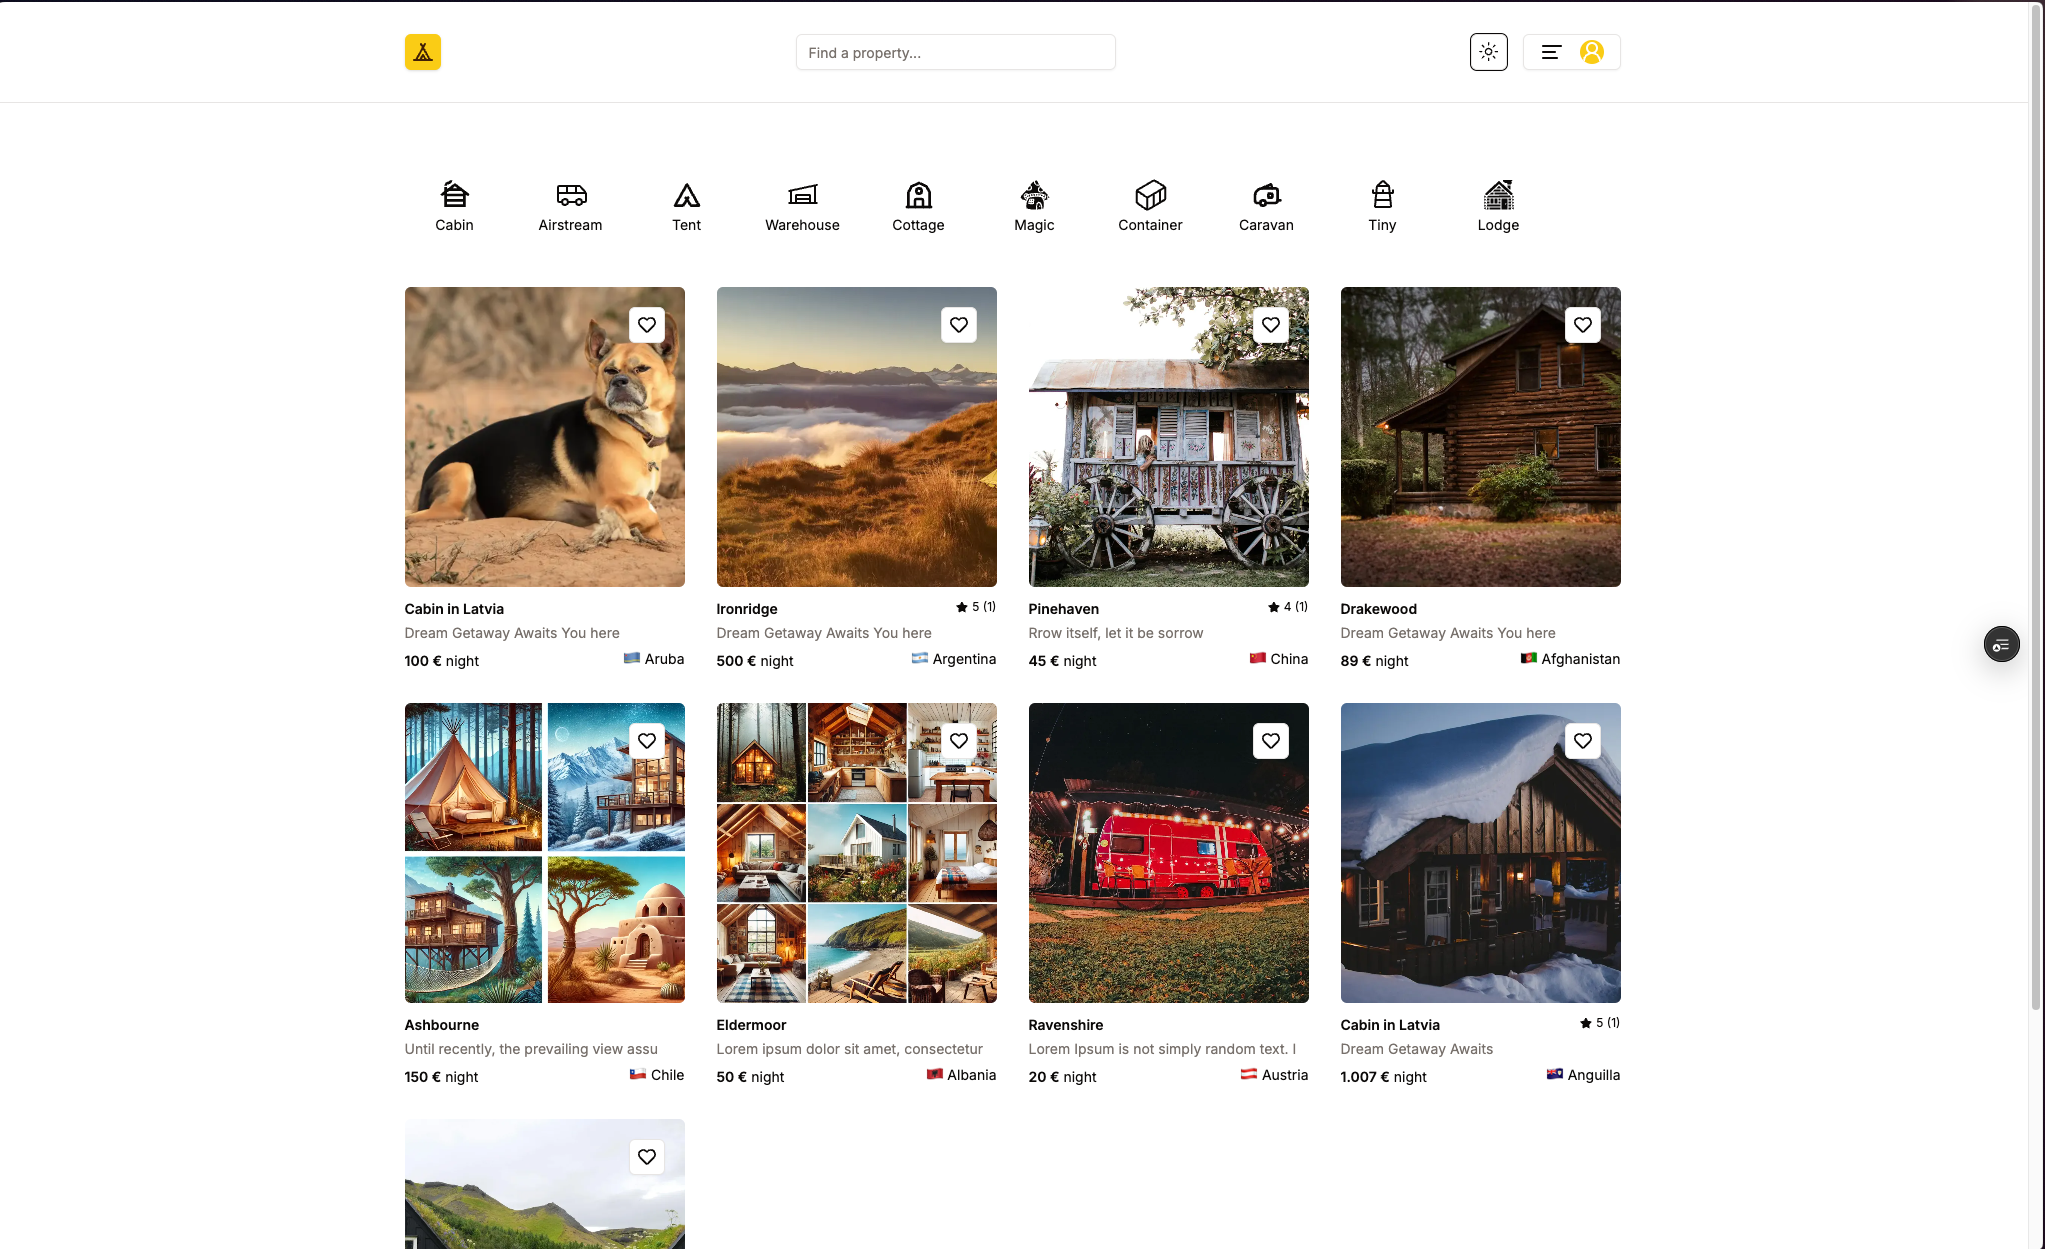 Find a property...
Cabin
Airstream
Tent
Warehouse
Cottage
Magic
Container
Caravan
Tiny
Lodge
Cabin in Latvia
Dream Getaway Awaits You here
100 € night
Aruba
Ironridge
5 (1)
Dream Getaway Awaits You here
500 € night
Argentina
Pinehaven
4 (1)
Rrow itself, let it be sorrow
45 € night
China
Drakewood
Dream Getaway Awaits You here
89 € night
Afghanistan
Ashbourne
Until recently, the prevailing view assu
150 € night
Chile
Eldermoor
Lorem ipsum dolor sit amet, consectetur
50 € night
Albania
Ravenshire
Lorem Ipsum is not simply random text. I
20 € night
Austria
Cabin in Latvia
5 (1)
Dream Getaway Awaits
1.007 € night
Anguilla